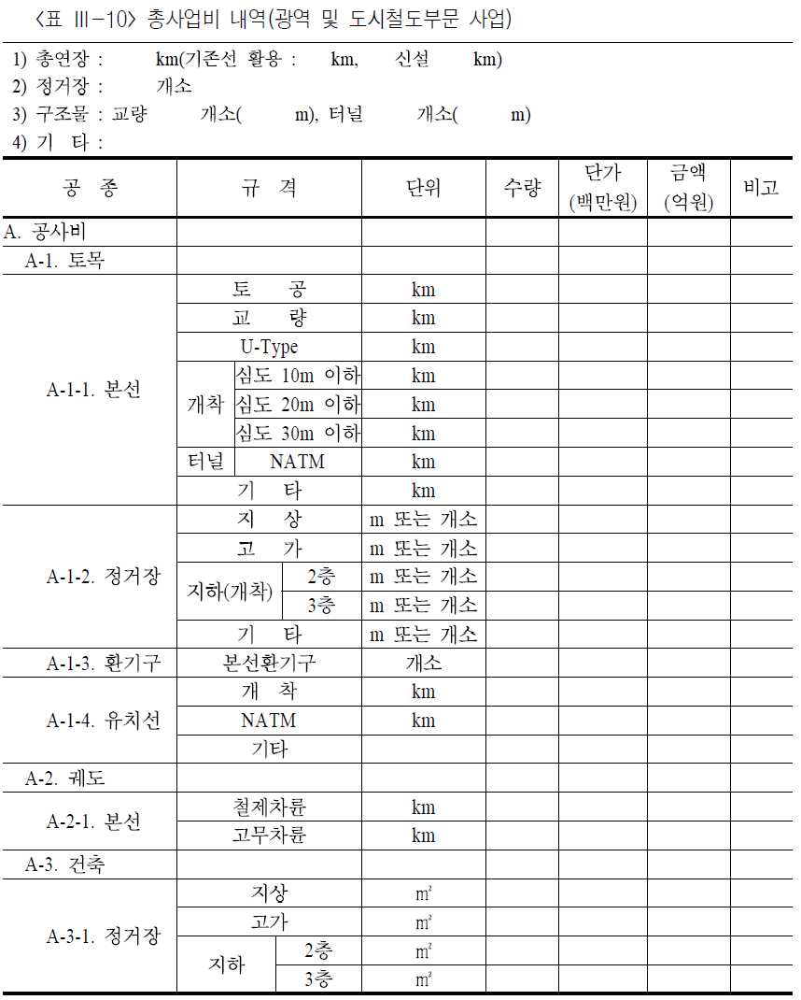 <표 Ⅲ-10> 총사업비 내역(광역 및 도시철도부문 사업)
1) 총연장 : km(기존선 활용 : km, 신설 km)
2) 정거장 : 개소
3) 구조물 : 교량 개소( m), 터널 개소( m)
4) 기 타 :
공 종 규 격 단위 수량 단가(백만원) 금액(억원) 비고
A. 공사비
A-1. 토목
A-1-1. 본선 토 공 km
교 량 km
U-Type km
개착 심도 10m 이하 km
심도 20m 이하 km
심도 30m 이하 km
터널 NATM km
기 타 km
A-1-2. 정거장 지 상 m 또는 개소
고 가 m 또는 개소
지하(개착) 2층 m 또는 개소
3층 m 또는 개소
기 타 m 또는 개소
A-1-3. 환기구 본선환기구 개소
A-1-4. 유치선 개 착 km
NATM km
기타
A-2. 궤도
A-2-1. 본선 철제차륜 km
고무차륜 km
A-3. 건축
A-3-1. 정거장 지상 ㎡
고가 ㎡
지하 2층 ㎡
3층 ㎡